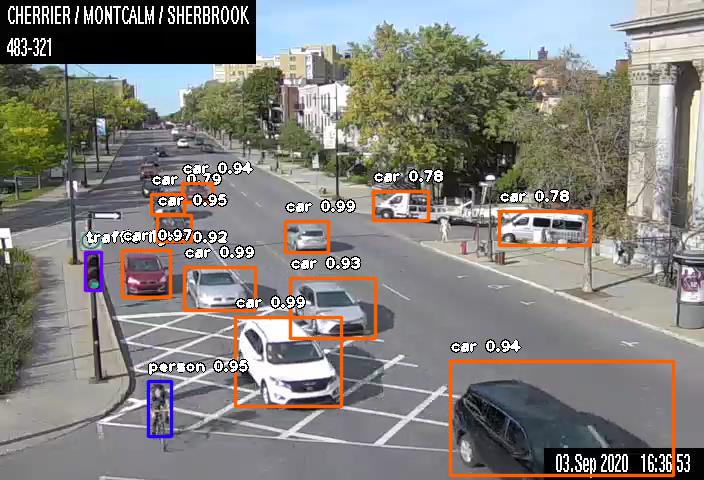 CHERRIER / MONTCALM / SHERBROOK
483-321
car 0.94
car 0.79
car 0.78
car 0.78
car 0.95
car 0.99
car 0.97
0.92
car 0.99
car 0.93
car 0.99
car 0.94
person 0.95
03.Sep 2020 16:36:53